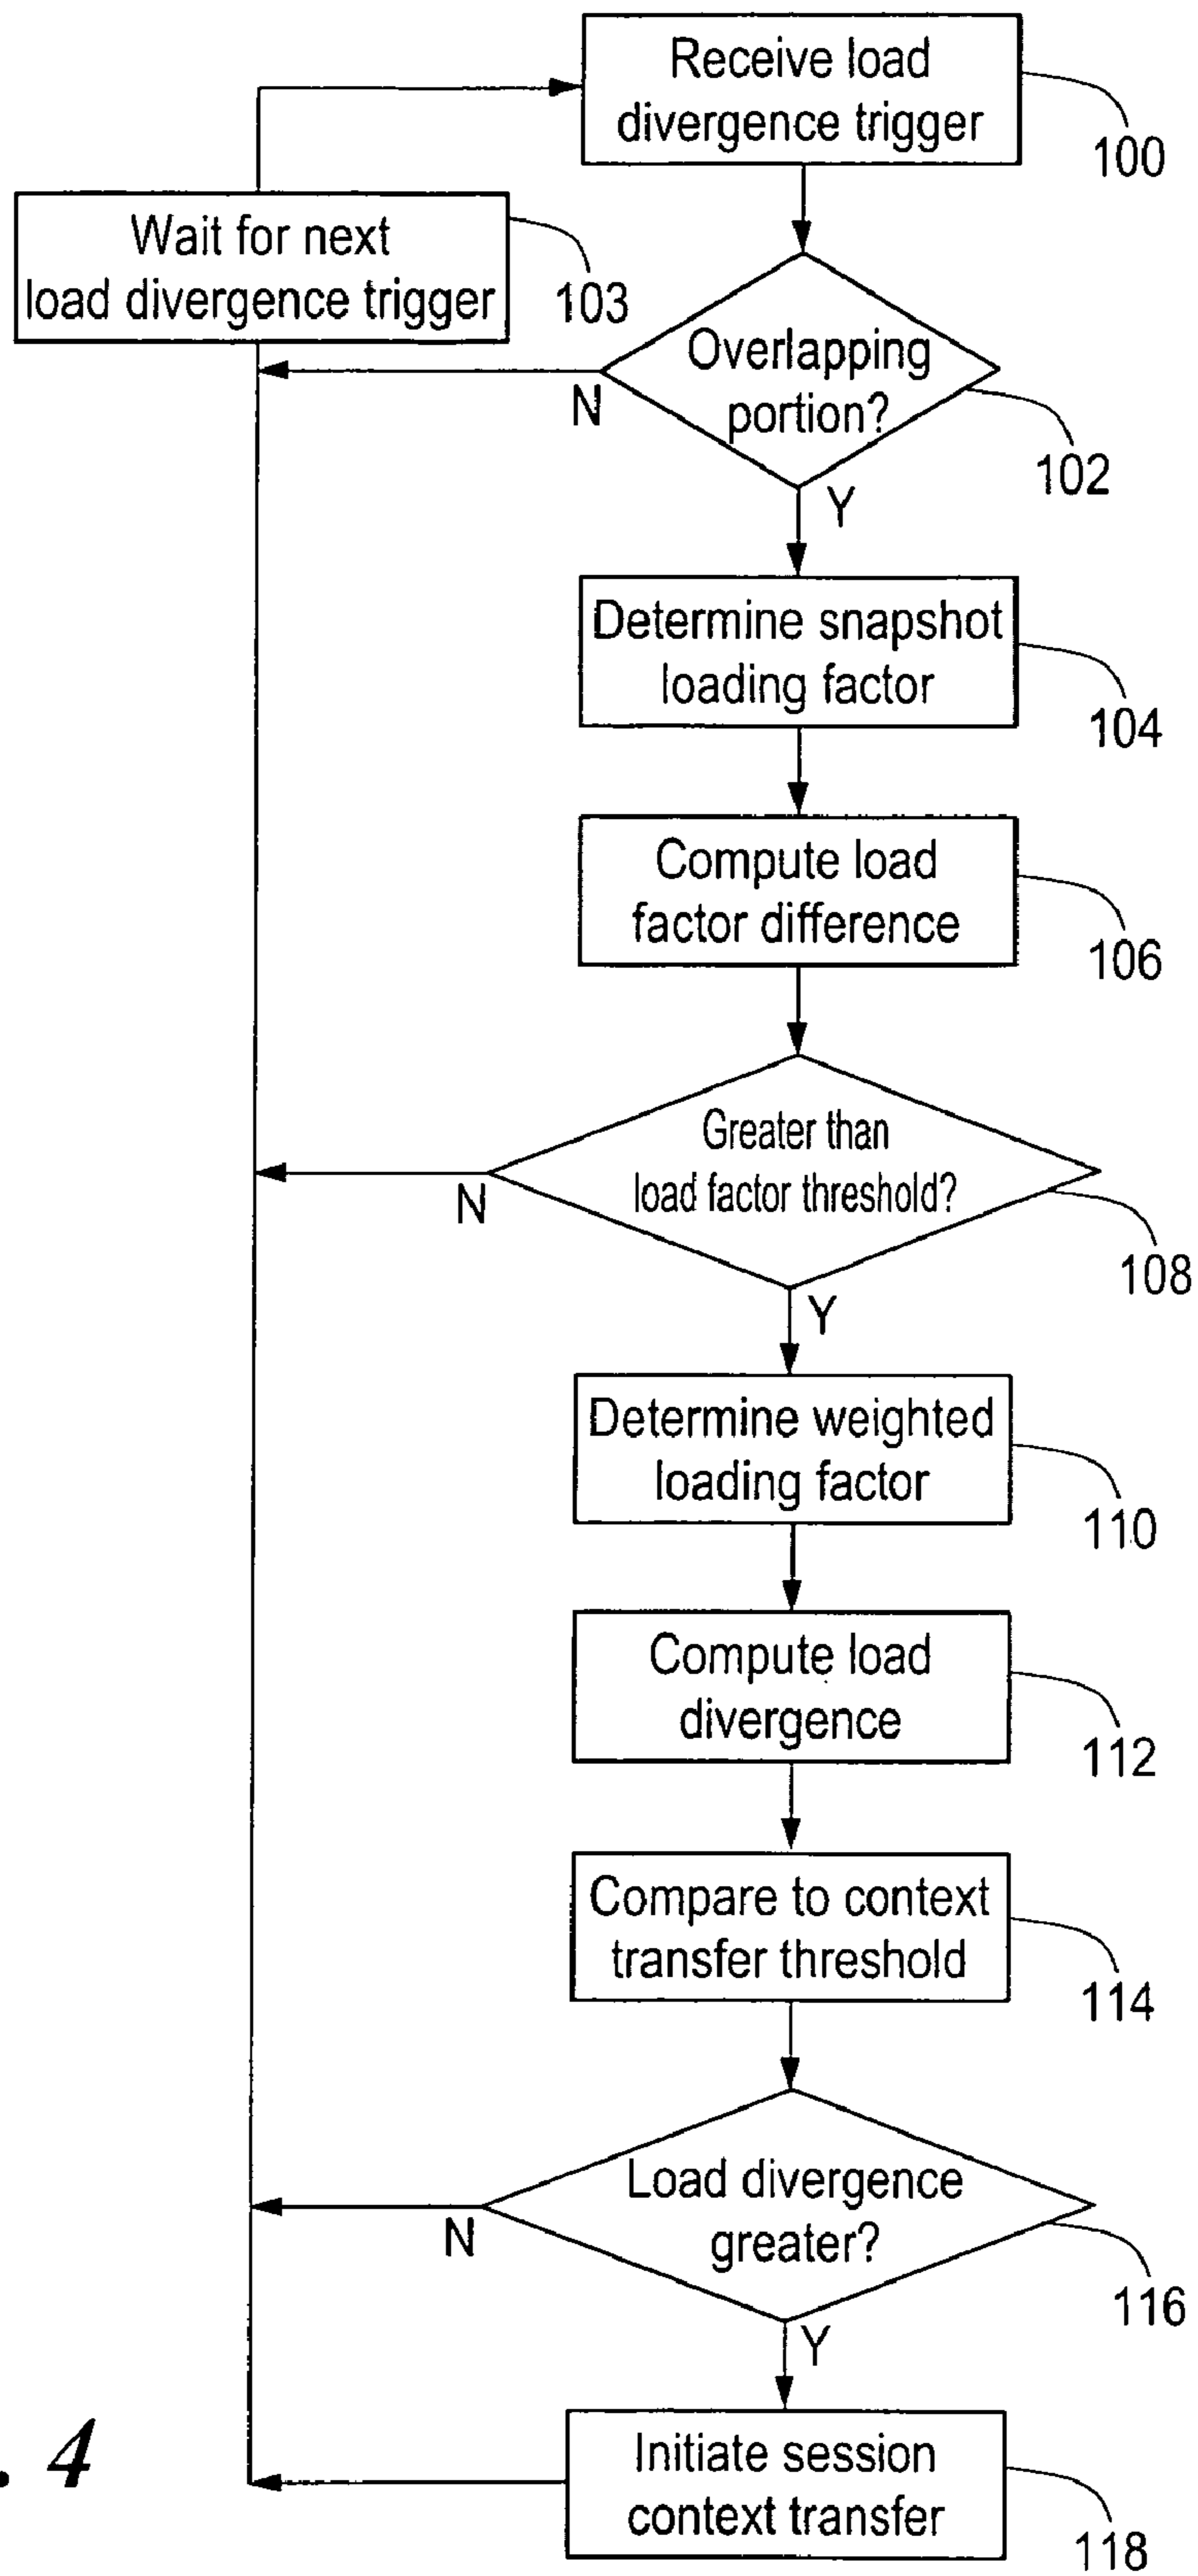 Receive load
divergence trigger
100
Wait for next
load divergence trigger
103
Overlapping
portion?
N
102
Y
Determine snapshot
loading factor
104
Compute load
factor difference
106
Greater than
load factor threshold?
N
108
Y
Determine weighted
loading factor
110
Compute load
divergence
112
Compare to context
transfer threshold
114
Load divergence
greater?
N
116
Y
Initiate session
context transfer
118
. 4